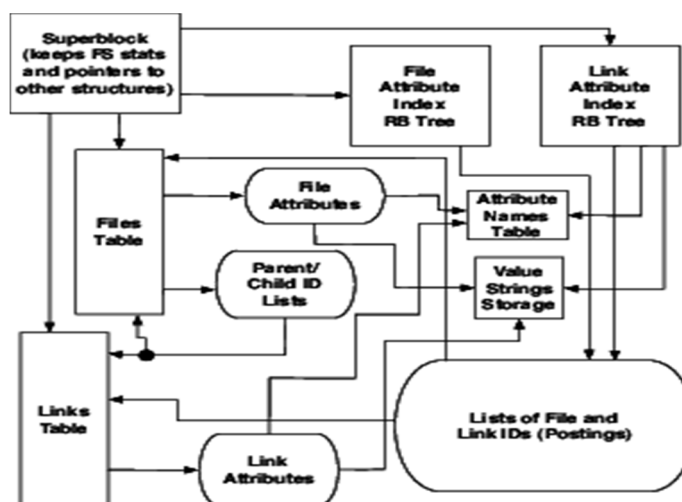 Superblock
(keeps FS stats
and pointers to
other structures)
File
Attribute
Index
RB Tree
Link
Attribute
Index
RB Tree
Files
Table
File
Attributes
Attribute
Names
Table
Parent/
Child ID
Lists
Value
Strings
Storage
Links
Table
Lists of File and
Link IDs (Postings)
Link
Attributes